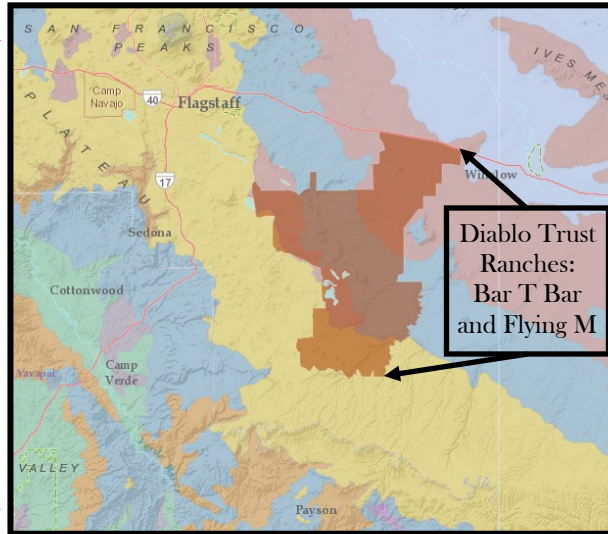 SAN FRANCISCO
PEAKS
IVES MES
Camp
Navajo
40
Flagstaff
PLATEAU
17
Winslow
Sedona
Diablo Trust
Ranches:
Bar T Bar
and Flying M
Cottonwood
Camp
Verde
Yavapai
VALLEY
Payson